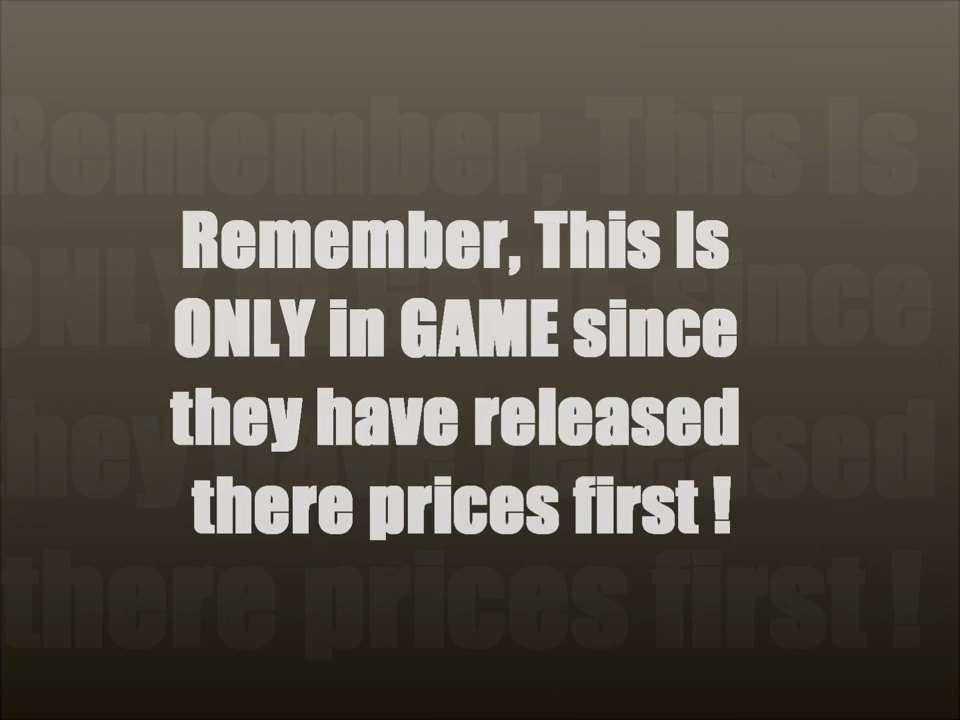 Remember, This Is
ONLY in GAME since
they have released
there prices first !